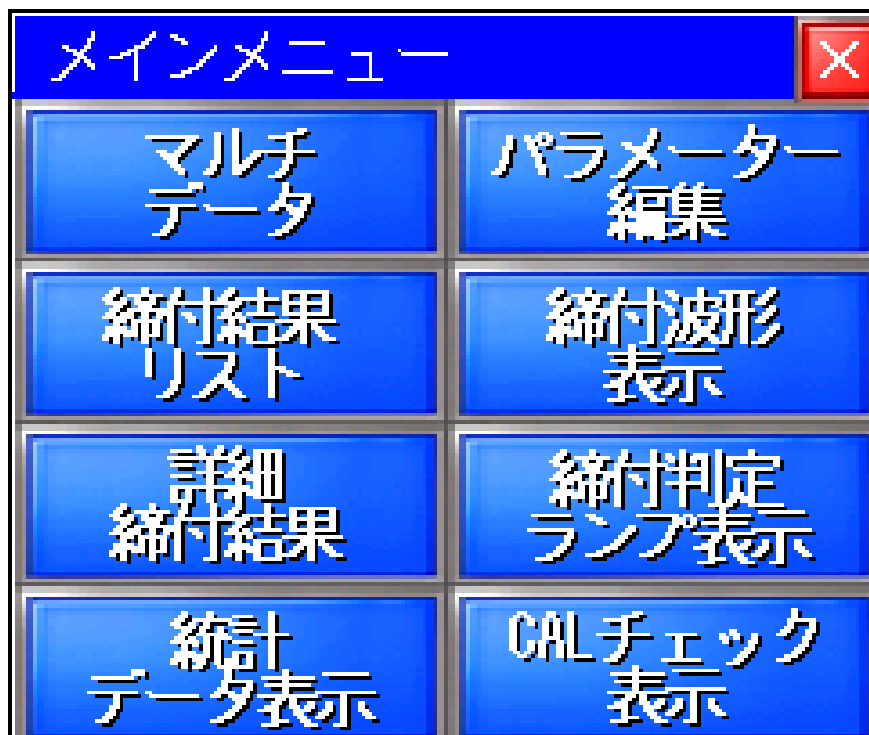 メインメニュー
マルチ
データ
パラメーター
編集
締付結果
リスト
締付波形
表示
詳細
締付結果
締付判定
ランプ表示
統計
データ表示
CALチェック
表示